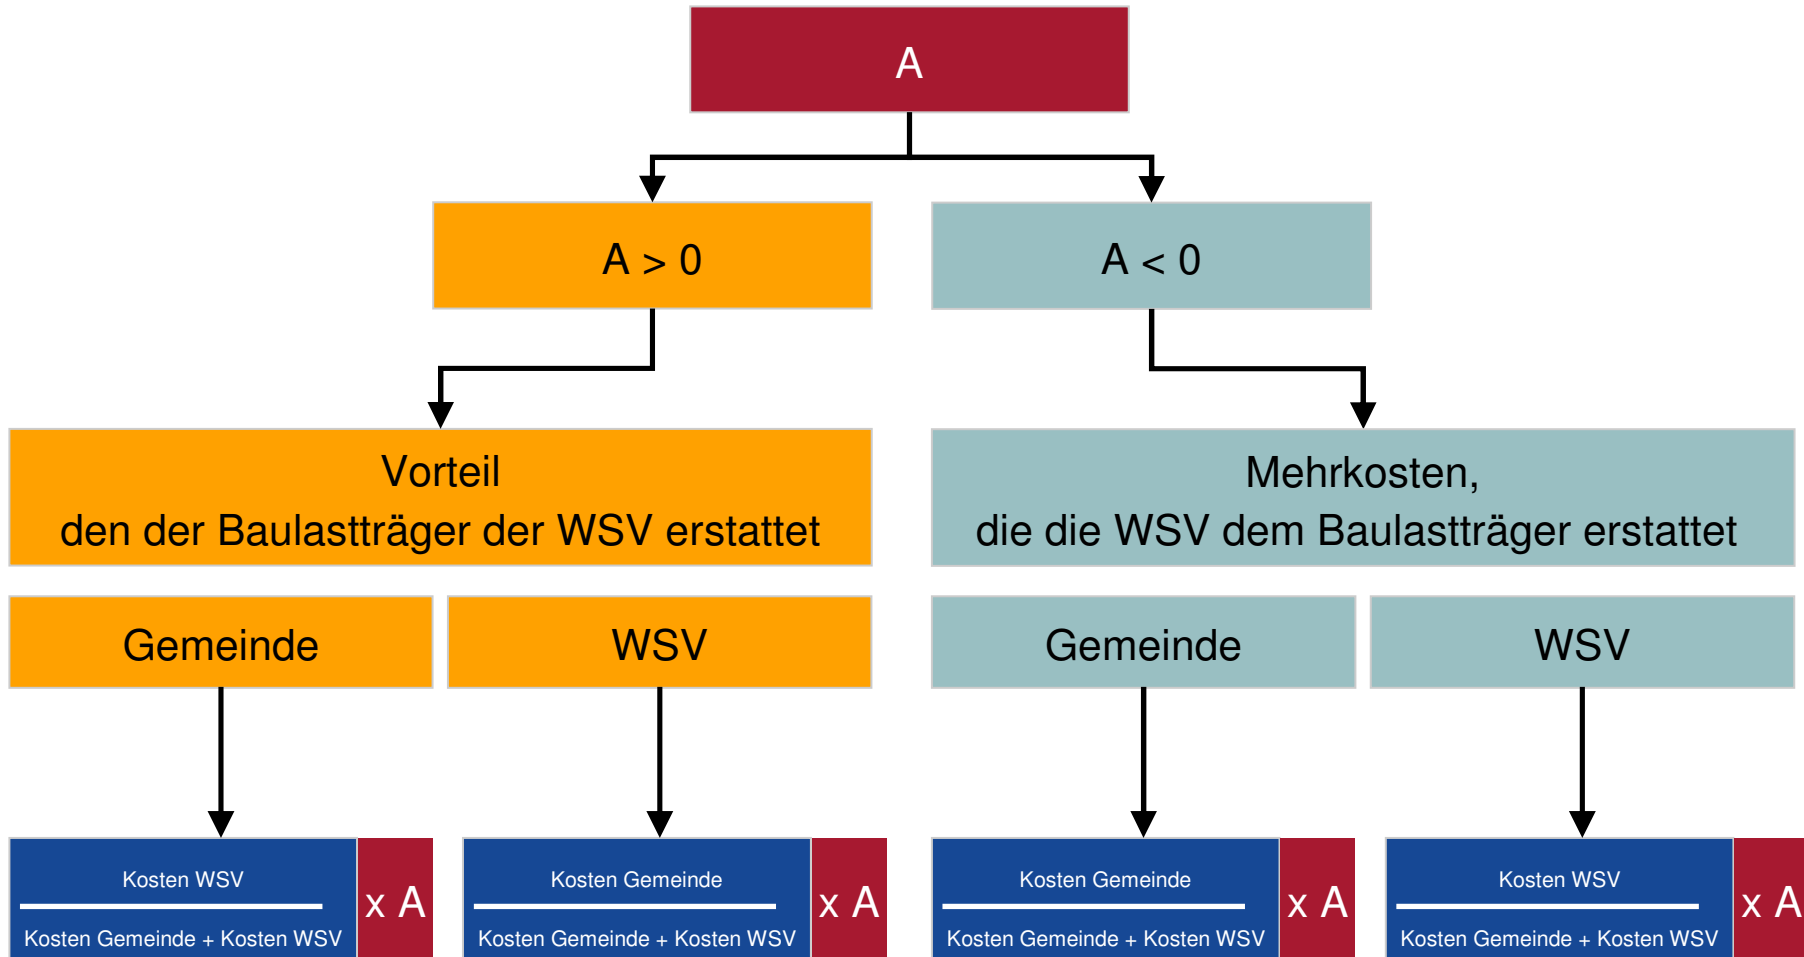 A
A > 0
A < 0
Vorteil
den der Baulastträger der WSV erstattet
Mehrkosten,
die die WSV dem Baulastträger erstattet
Gemeinde
WSV
Gemeinde
WSV
Kosten WSV
Kosten Gemeinde + Kosten WSV
x A
Kosten Gemeinde
Kosten Gemeinde + Kosten WSV
x A
Kosten Gemeinde
Kosten Gemeinde + Kosten WSV
x A
Kosten WSV
Kosten Gemeinde + Kosten WSV
x A